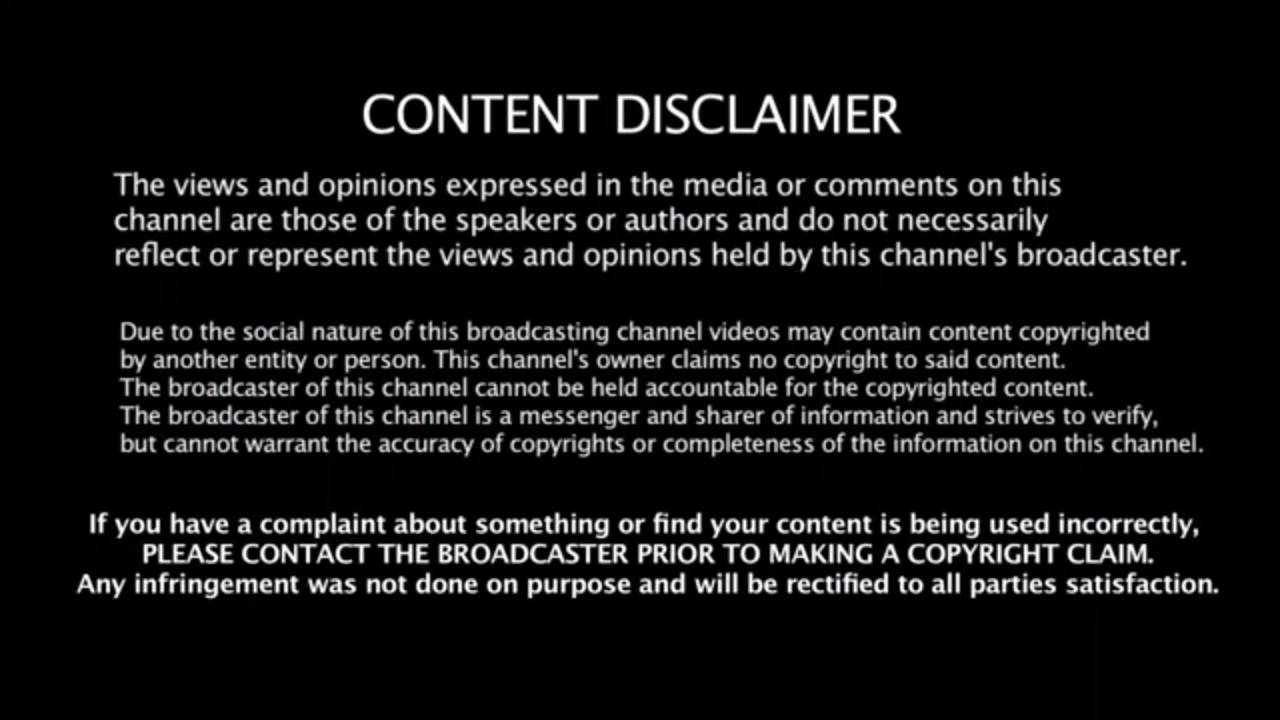 CONTENT DISCLAIMER
The views and opinions expressed in the media or comments on this
channel are those of the speakers or authors and do not necessarily
reflect or represent the views and opinions held by this channel's broadcaster.
Due to the social nature of this broadcasting channel videos may contain content copyrighted
by another entity or person. This channel's owner claims no copyright to said content.
The broadcaster of this channel cannot be held accountable for the copyrighted content.
The broadcaster of this channel is a messenger and sharer of information and strives to verify,
but cannot warrant the accuracy of copyrights or completeness of the information on this channel.
If you have a complaint about something or find your content is being used incorrectly,
PLEASE CONTACT THE BROADCASTER PRIOR TO MAKING A COPYRIGHT CLAIM.
Any infringement was not done on purpose and will be rectified to all parties satisfaction.